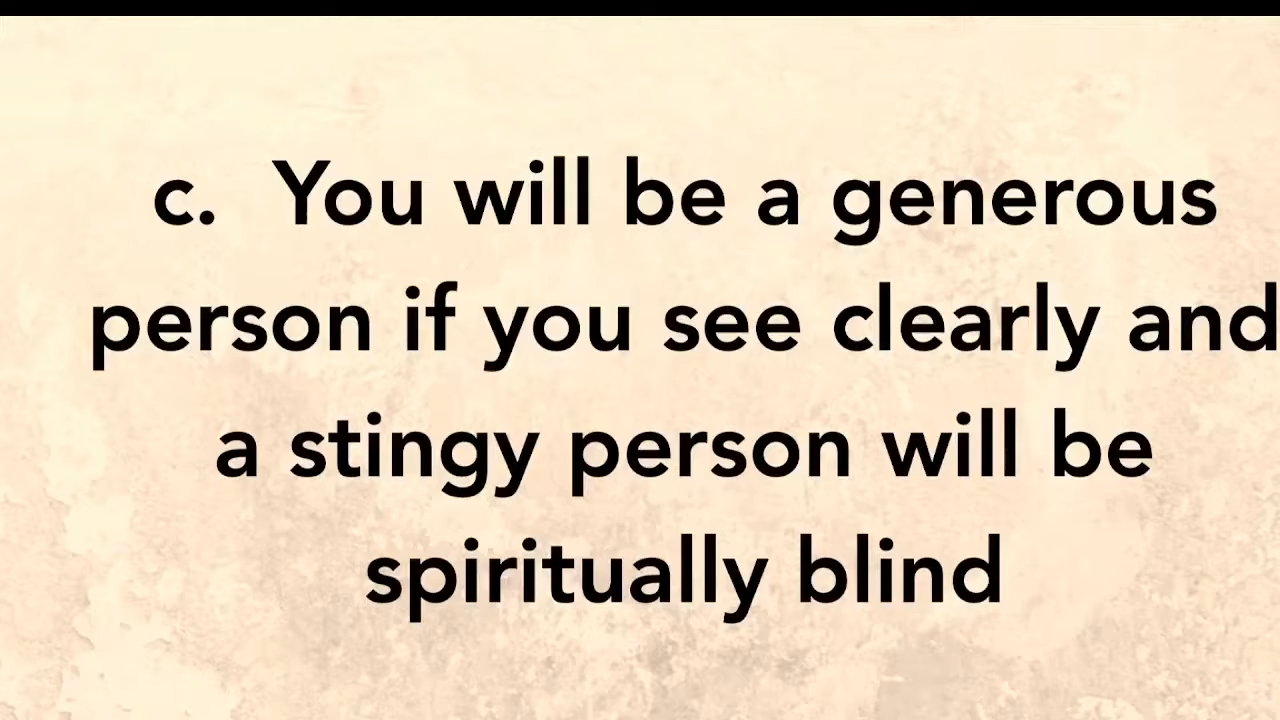 c. You will be a generous
person if you see clearly and
a stingy person will be
spiritually blind